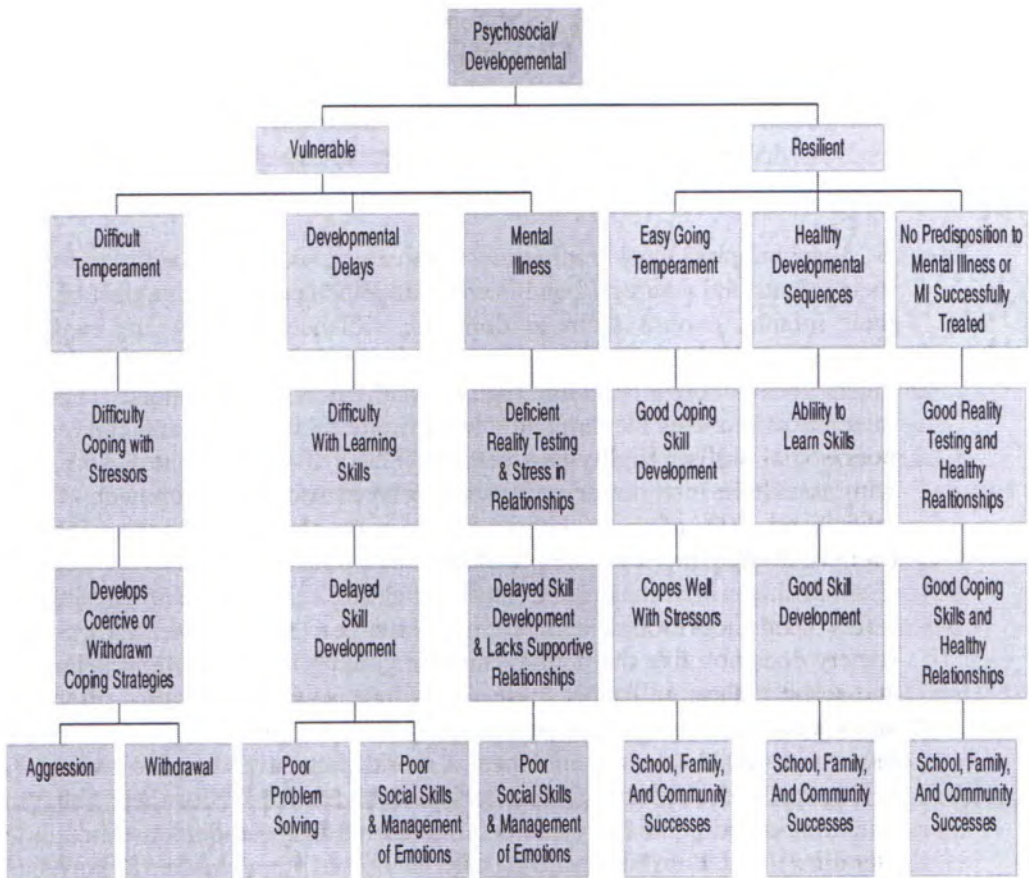 Psychosocial/
Developemental
Vulnerable
Resilient
Difficult
Temperament
Developmental
Delays
Mental
Illness
Easy Going
Temperament
Healthy
Developmental
Sequences
No Predisposition to
Mental Illness or
MI Successfully
Treated
Difficulty
Coping with
Stressors
Difficulty
With Learning
Skills
Deficient
Reality Testing
& Stress in
Relationships
Good Coping
Skill
Development
Ablility to
Learn Skills
Good Reality
Testing and
Healthy
Realtionships
Develops
Coercive or
Withdrawn
Coping Strategies
Delayed
Skill
Development
Delayed Skill
Development
& Lacks Supportive
Relationships
Copes Well
With Stressors
Good Skill
Development
Good Coping
Skills and
Healthy
Relationships
Aggression
Withdrawal
Poor
Problem
Solving
Poor
Social Skills
& Management
of Emotions
Poor
Social Skills
& Management
of Emotions
School, Family,
And Community
Successes
School, Family,
And Community
Successes
School, Family,
And Community
Successes